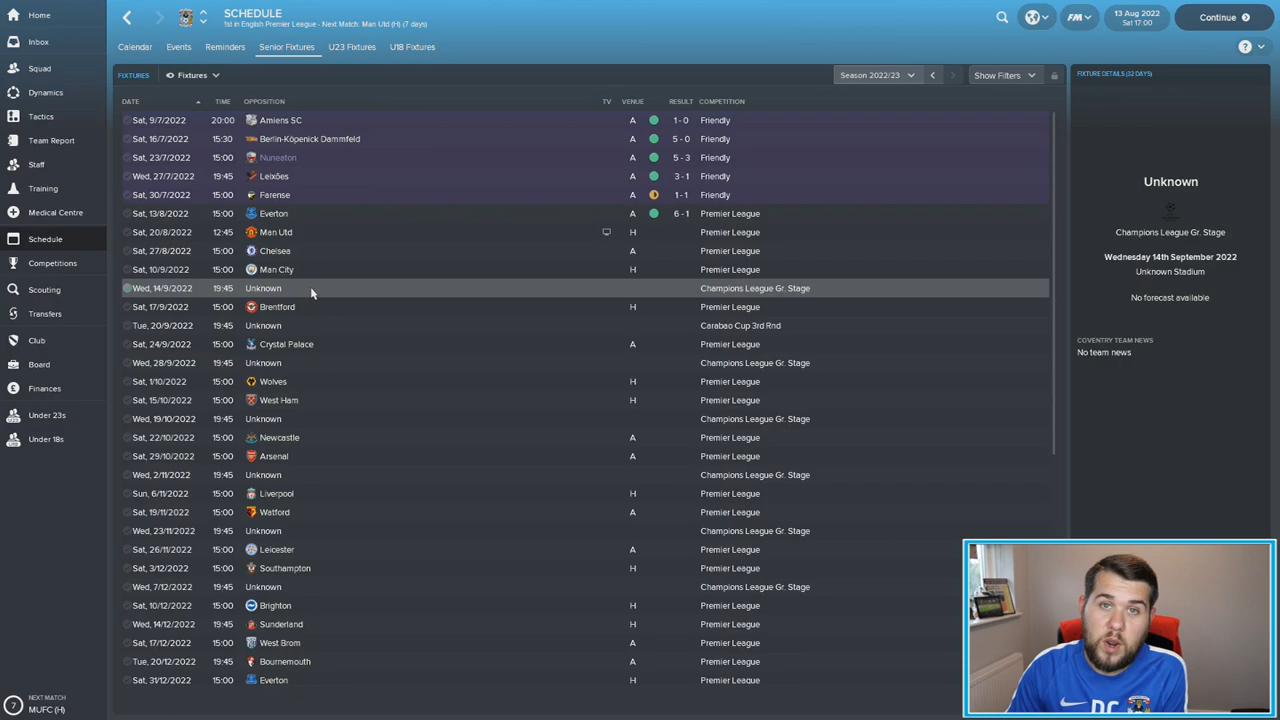 Home
Inbox
Squad
Dynamics
Tactics
Team Report
Staff
Training
Medical Centre
Schedule
Competitions
Scouting
Transfers
Club
Board
Finances
Under 23s
Under 18s
7 NEXT MATCH
MUFC (H)
SCHEDULE
1st in English Premier League - Next Match: Man Utd (H) (7 days)
FM
13 Aug 2022
Sat 17:00
Continue
Calendar Events Reminders Senior Fixtures U23 Fixtures U18 Fixtures
?
FIXTURES Fixtures Season 2022/23 Show Filters
DATE TIME OPPOSITION TV VENUE RESULT COMPETITION
Sat, 9/7/2022 20:00 Amiens SC A 1 - 0 Friendly
Sat, 16/7/2022 15:30 Berlin-Köpenick Dammfeld A 5 - 0 Friendly
Sat, 23/7/2022 15:00 Nuneaton A 5 - 3 Friendly
Wed, 27/7/2022 19:45 Leixões A 3 - 1 Friendly
Sat, 30/7/2022 15:00 Farense A 1 - 1 Friendly
Sat, 13/8/2022 15:00 Everton A 6 - 1 Premier League
Sat, 20/8/2022 12:45 Man Utd H Premier League
Sat, 27/8/2022 15:00 Chelsea A Premier League
Sat, 10/9/2022 15:00 Man City H Premier League
Wed, 14/9/2022 19:45 Unknown Champions League Gr. Stage
Sat, 17/9/2022 15:00 Brentford H Premier League
Tue, 20/9/2022 19:45 Unknown Carabao Cup 3rd Rnd
Sat, 24/9/2022 15:00 Crystal Palace A Premier League
Wed, 28/9/2022 19:45 Unknown Champions League Gr. Stage
Sat, 1/10/2022 15:00 Wolves H Premier League
Sat, 15/10/2022 15:00 West Ham H Premier League
Wed, 19/10/2022 19:45 Unknown Champions League Gr. Stage
Sat, 22/10/2022 15:00 Newcastle A Premier League
Sat, 29/10/2022 15:00 Arsenal A Premier League
Wed, 2/11/2022 19:45 Unknown Champions League Gr. Stage
Sun, 6/11/2022 15:00 Liverpool H Premier League
Sat, 19/11/2022 15:00 Watford A Premier League
Wed, 23/11/2022 19:45 Unknown Champions League Gr. Stage
Sat, 26/11/2022 15:00 Leicester A Premier League
Sat, 3/12/2022 15:00 Southampton H Premier League
Wed, 7/12/2022 19:45 Unknown Champions League Gr. Stage
Sat, 10/12/2022 15:00 Brighton H Premier League
Wed, 14/12/2022 19:45 Sunderland H Premier League
Sat, 17/12/2022 15:00 West Brom A Premier League
Tue, 20/12/2022 19:45 Bournemouth A Premier League
Sat, 31/12/2022 15:00 Everton H Premier League
FIXTURE DETAILS (32 DAYS)
Unknown
Champions League Gr. Stage
Wednesday 14th September 2022
Unknown Stadium
No forecast available
COVENTRY TEAM NEWS
No team news
DC